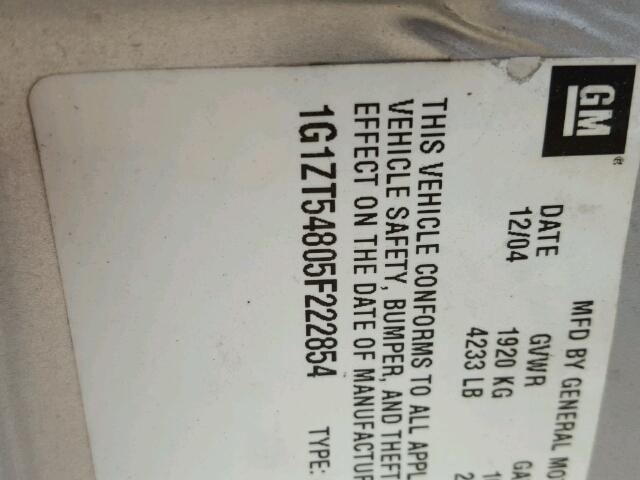 GM
MFD BY GENERAL MO
DATE GVWR GA
12/04 1920 KG
4233 LB
THIS VEHICLE CONFORMS TO ALL APPL
VEHICLE SAFETY, BUMPER, AND THEFT
EFFECT ON THE DATE OF MANUFACTUR
1G1ZT54805F222854 TYPE: